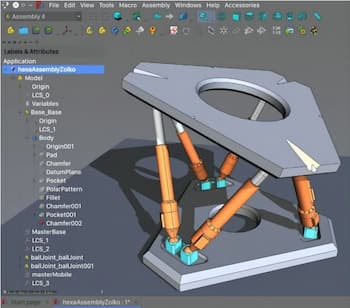 File Edit View Tools Macro Assembly Windows Help Accessories
Assembly 4
Labels & Attributes
Application
hexaAssemblyZolko
Model
Origin
LCS_0
Variables
Base_Base
Origin
LCS_1
Body
Origin001
Pad
Chamfer
DatumPlane
Pocket
PolarPattern
Fillet
Chamfer001
Pocket001
Chamfer002
MasterBase
LCS_1
LCS_2
ballJoint_ballJoint
ballJoint_ballJoint001
masterMobile
LCS_3
Start page
hexaAssemblyZolko : 1*